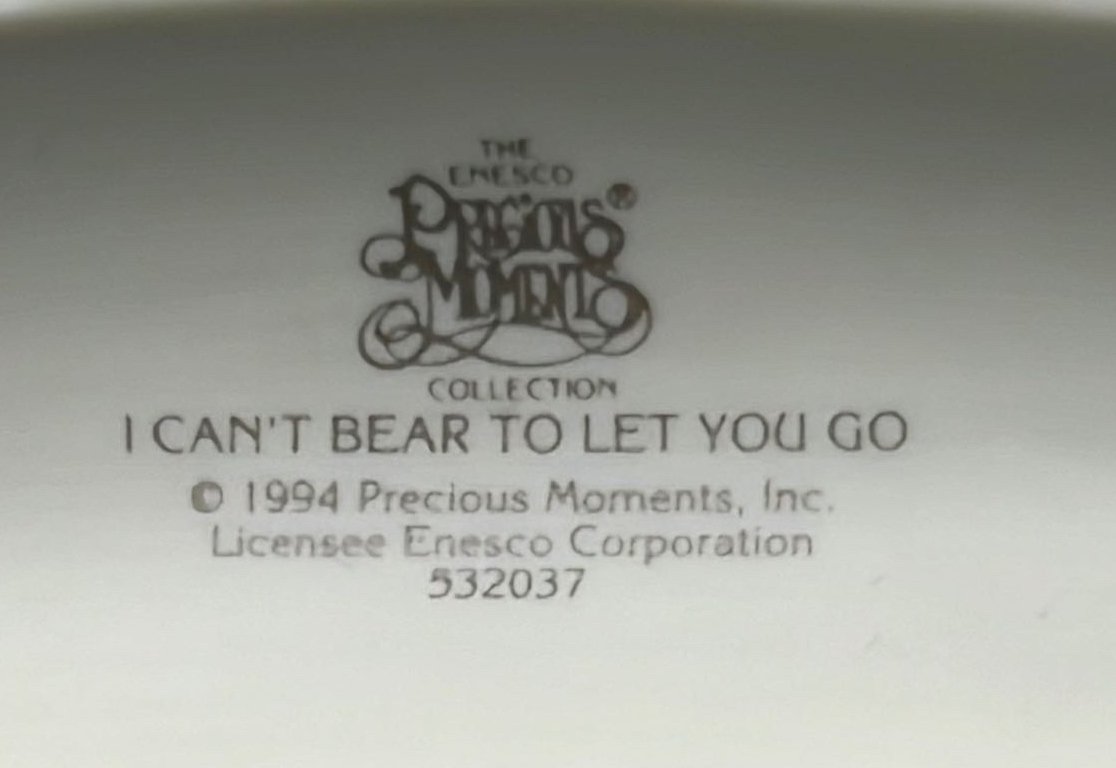 THE
ENESCO
PRECIOUS®
MOMENTS
COLLECTION
I CAN'T BEAR TO LET YOU GO
© 1994 Precious Moments, Inc.
Licensee Enesco Corporation
532037